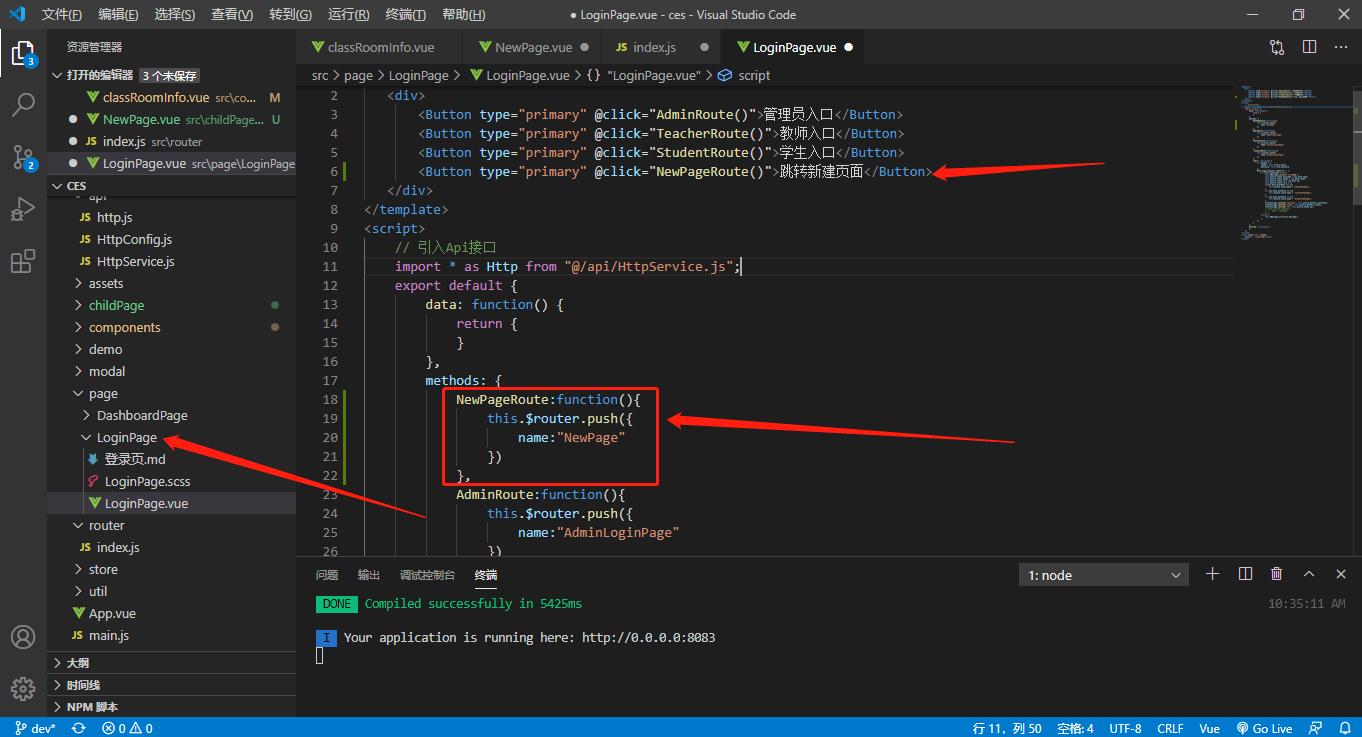 文件(F) 编辑(E) 选择(S) 查看(V) 转到(G) 运行(R) 终端(T) 帮助(H) ● LoginPage.vue - ces - Visual Studio Code
资源管理器
打开的编辑器 3 个未保存
classRoomInfo.vue src\co... M
NewPage.vue src\childPage... U
index.js src\router
LoginPage.vue src\page\LoginPage
CES
api
JS http.js
JS HttpConfig.js
JS HttpService.js
assets
childPage
components
demo
modal
page
DashboardPage
LoginPage
登录页.md
LoginPage.scss
LoginPage.vue
router
JS index.js
store
util
App.vue
JS main.js
大纲
时间线
NPM 脚本
3
2
classRoomInfo.vue NewPage.vue ● JS index.js ● LoginPage.vue ●
src > page > LoginPage > LoginPage.vue > {} "LoginPage.vue" > script
2 <div>
3 <Button type="primary" @click="AdminRoute()">管理员入口</Button>
4 <Button type="primary" @click="TeacherRoute()">教师入口</Button>
5 <Button type="primary" @click="StudentRoute()">学生入口</Button>
6 <Button type="primary" @click="NewPageRoute()">跳转新建页面</Button>
7 </div>
8 </template>
9 <script>
10 // 引入Api接口
11 import * as Http from "@/api/HttpService.js";
12 export default {
13 data: function() {
14 return {
15 }
16 },
17 methods: {
18 NewPageRoute:function(){
19 this.$router.push({
20 name:"NewPage"
21 })
22 },
23 AdminRoute:function(){
24 this.$router.push({
25 name:"AdminLoginPage"
26 })
问题 输出 调试控制台 终端 1: node
DONE Compiled successfully in 5425ms 10:35:11 AM
I Your application is running here: http://0.0.0.0:8083
dev* 0 0 行 11，列 50 空格: 4 UTF-8 CRLF Vue Go Live